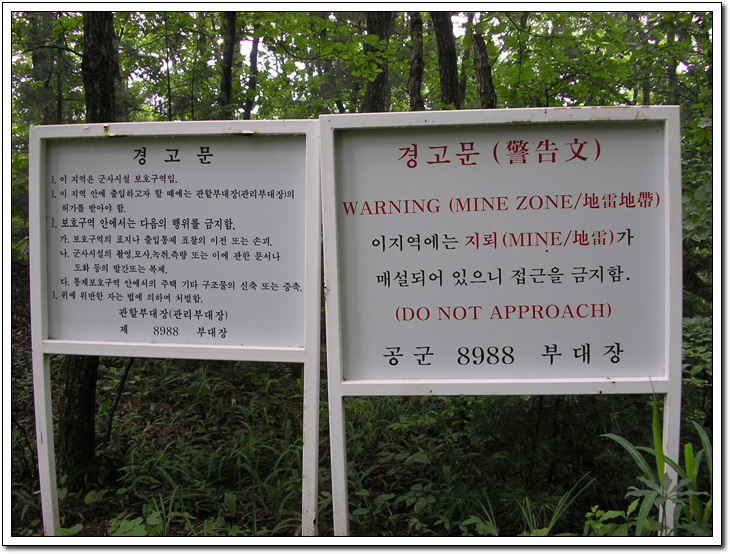 경고문
1. 이 지역은 군사시설 보호구역임.
1. 이 지역 안에 출입하고자 할 때에는 관할부대장(관리부대장)의
허가를 받아야 함.
1. 보호구역 안에서는 다음의 행위를 금지함.
가. 보호구역의 표지나 출입통제 표찰의 이전 또는 손괴.
나. 군사시설의 촬영,모사,녹취,측량 또는 이에 관한 문서나
도화 등의 발간또는 복제.
다. 통제보호구역 안에서의 주택 기타 구조물의 신축 또는 증축.
1. 위에 위반한 자는 법에 의하여 처벌함.
관할부대장(관리부대장)
제 8988 부대장
경고문 (警告文)
WARNING (MINE ZONE/地雷地帶)
이지역에는 지뢰(MINE/地雷)가
매설되어 있으니 접근을 금지함.
(DO NOT APPROACH)
공군 8988 부대장